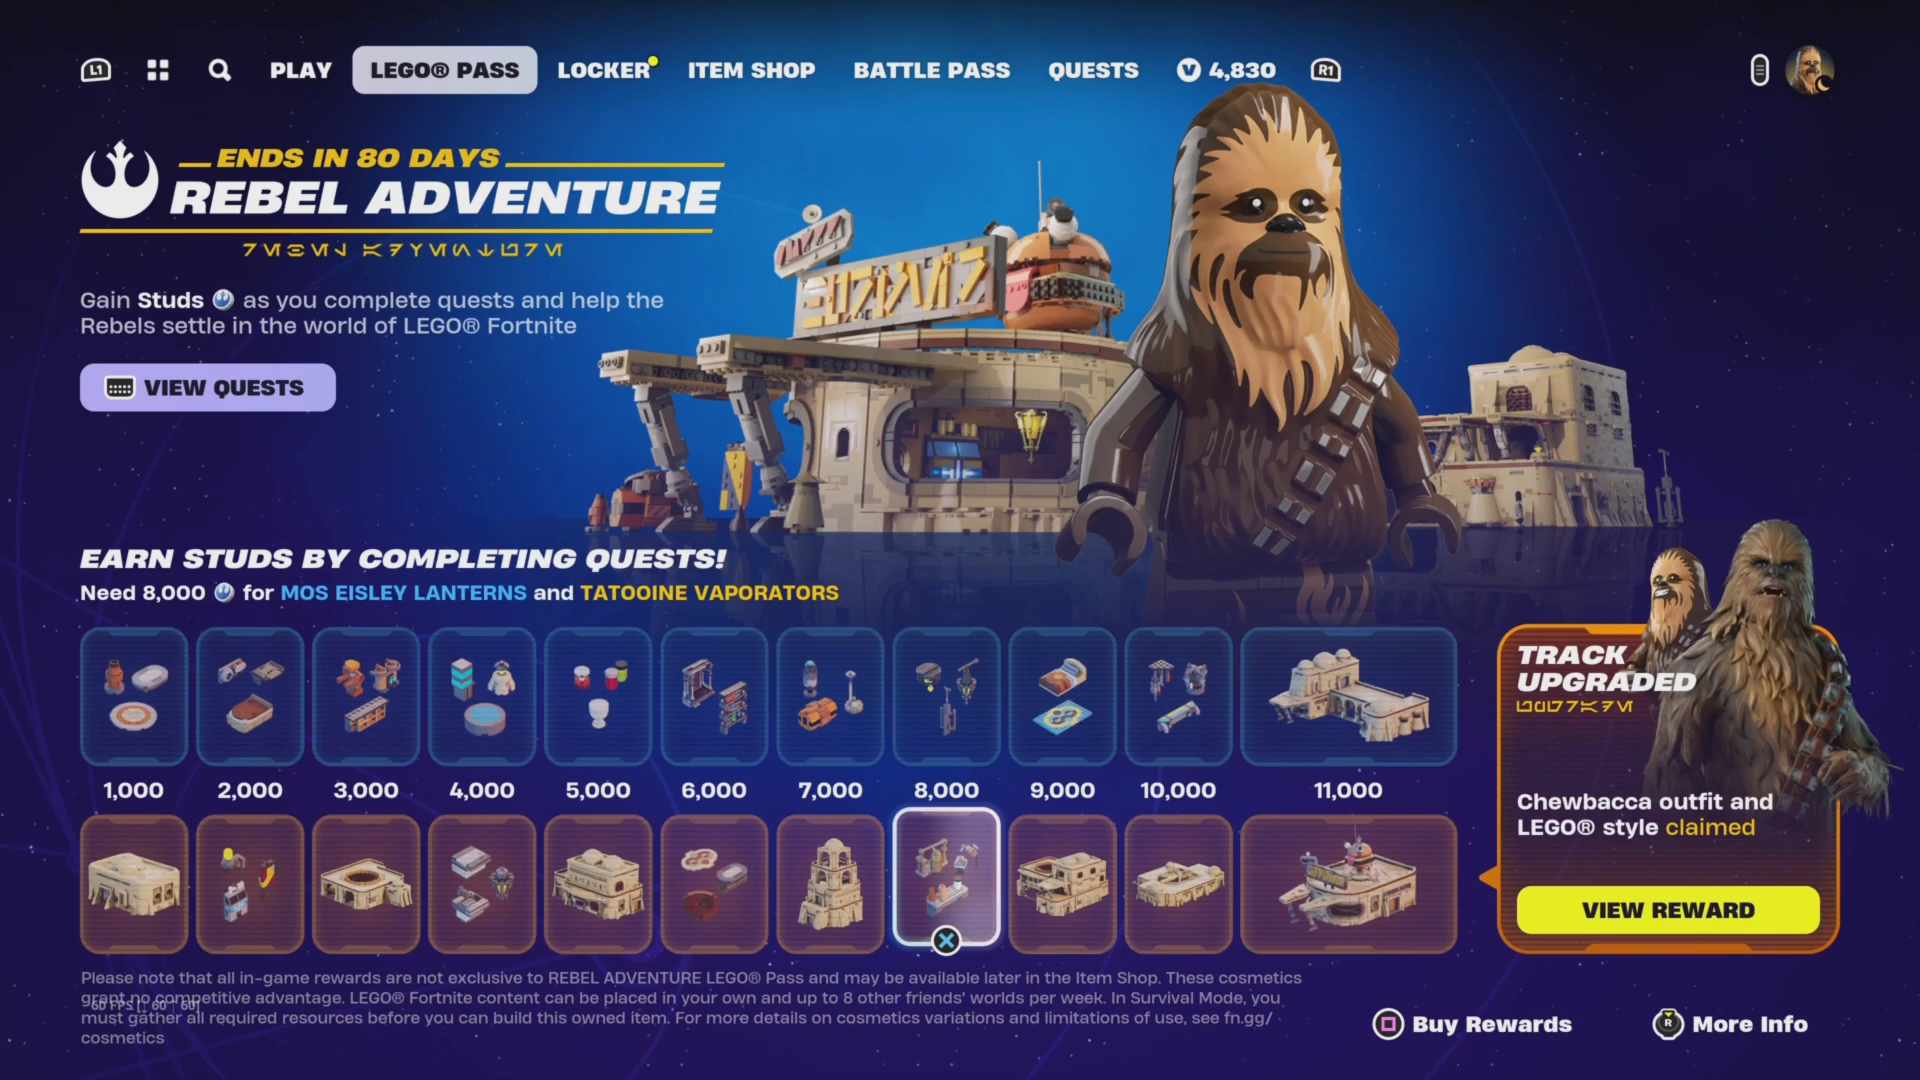 L1
PLAY
LEGO® PASS
LOCKER
ITEM SHOP
BATTLE PASS
QUESTS
V 4,830
R1
ENDS IN 80 DAYS
REBEL ADVENTURE
Gain Studs as you complete quests and help the
Rebels settle in the world of LEGO® Fortnite
VIEW QUESTS
EARN STUDS BY COMPLETING QUESTS!
Need 8,000 for MOS EISLEY LANTERNS and TATOOINE VAPORATORS
1,000
2,000
3,000
4,000
5,000
6,000
7,000
8,000
9,000
10,000
11,000
TRACK
UPGRADED
Chewbacca outfit and
LEGO® style claimed
VIEW REWARD
Please note that all in-game rewards are not exclusive to REBEL ADVENTURE LEGO® Pass and may be available later in the Item Shop. These cosmetics
grant no competitive advantage. LEGO® Fortnite content can be placed in your own and up to 8 other friends' worlds per week. In Survival Mode, you
must gather all required resources before you can build this owned item. For more details on cosmetics variations and limitations of use, see fn.gg/
cosmetics
Buy Rewards
R More Info